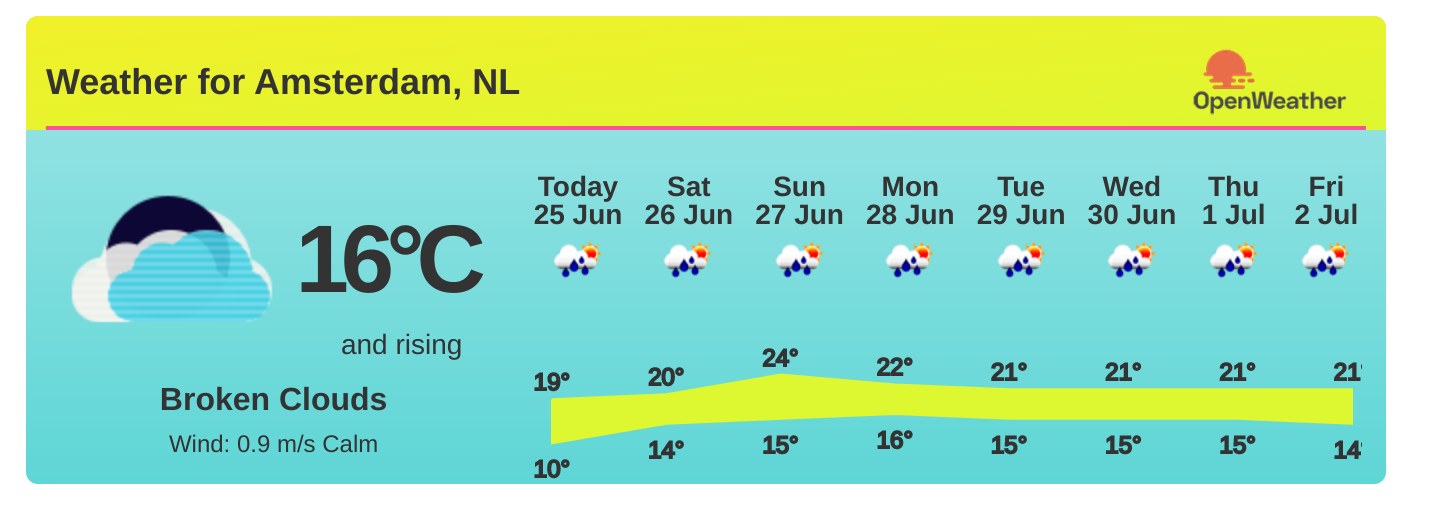 Weather for Amsterdam, NL
OpenWeather
Today Sat Sun Mon Tue Wed Thu Fri
25 Jun 26 Jun 27 Jun 28 Jun 29 Jun 30 Jun 1 Jul 2 Jul
16°C
and rising
Broken Clouds
Wind: 0.9 m/s Calm
19° 20° 24° 22° 21° 21° 21° 21°
10° 14° 15° 16° 15° 15° 15° 14°